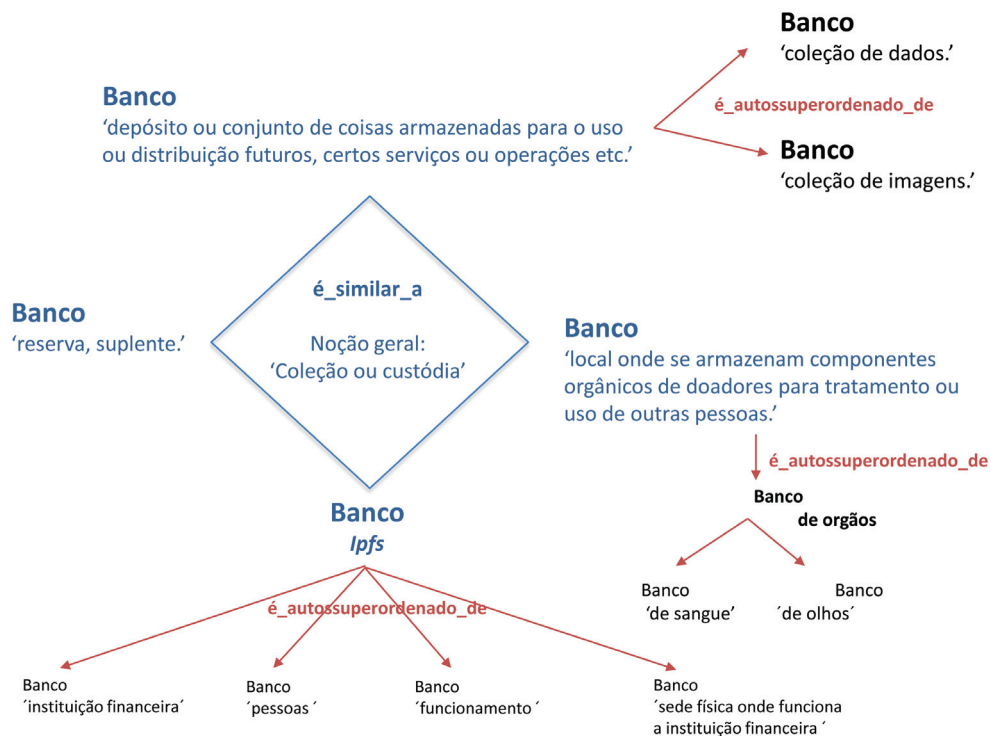 Banco
‘coleção de dados.’
é_autossuperordenado_de
Banco
‘coleção de imagens.’
Banco
‘depósito ou conjunto de coisas armazenadas para o uso
ou distribuição futuros, certos serviços ou operações etc.’
é_similar_a
Noção geral:
‘Coleção ou custódia’
Banco
‘reserva, suplente.’
Banco
‘local onde se armazenam componentes
orgânicos de doadores para tratamento ou
uso de outras pessoas.’
é_autossuperordenado_de
Banco
de orgãos
Banco
‘de sangue’
Banco
´de olhos´
Banco
Ipfs
é_autossuperordenado_de
Banco
´instituição financeira´
Banco
´pessoas ´
Banco
´funcionamento ´
Banco
´sede física onde funciona
a instituição financeira ´